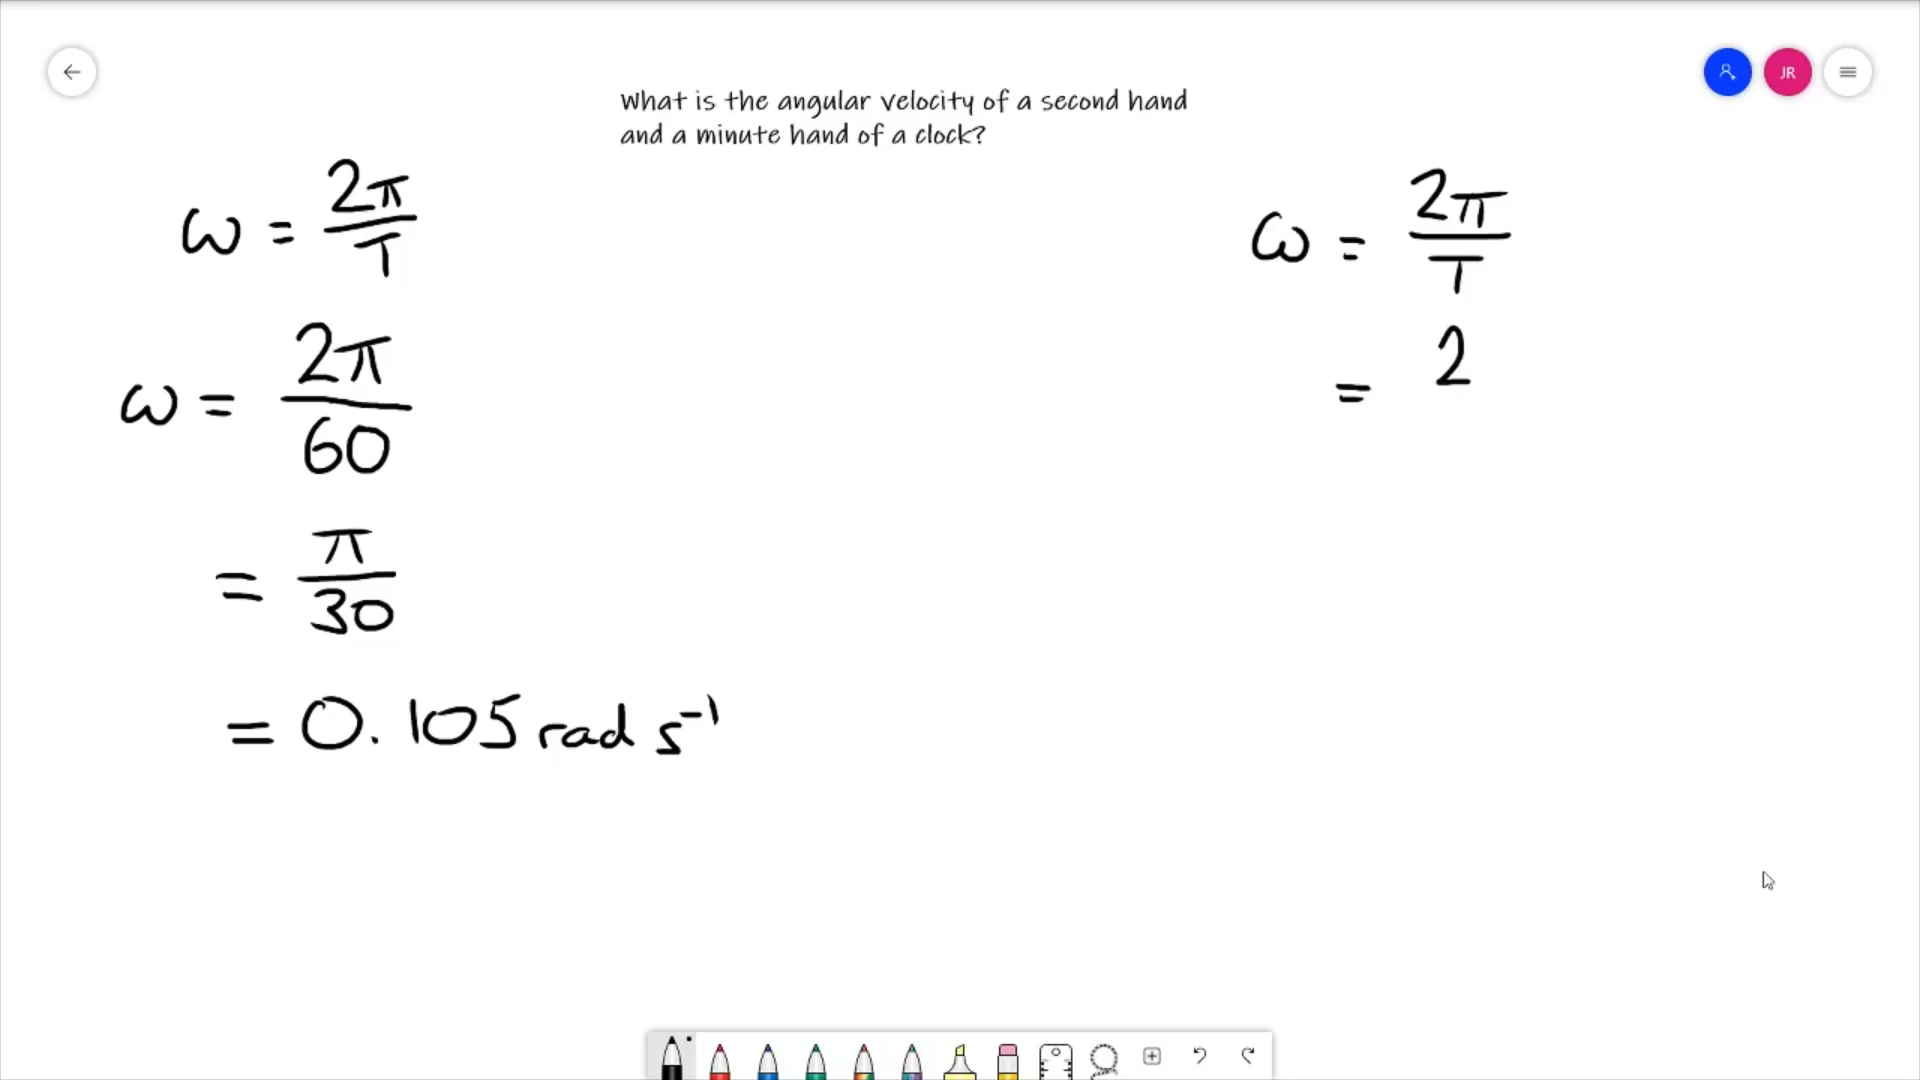 What is the angular velocity of a second hand
and a minute hand of a clock?
JR
ω = 2π/T
ω = 2π/60
= π/30
= 0.105 rad s⁻¹
ω = 2π/T
= 2